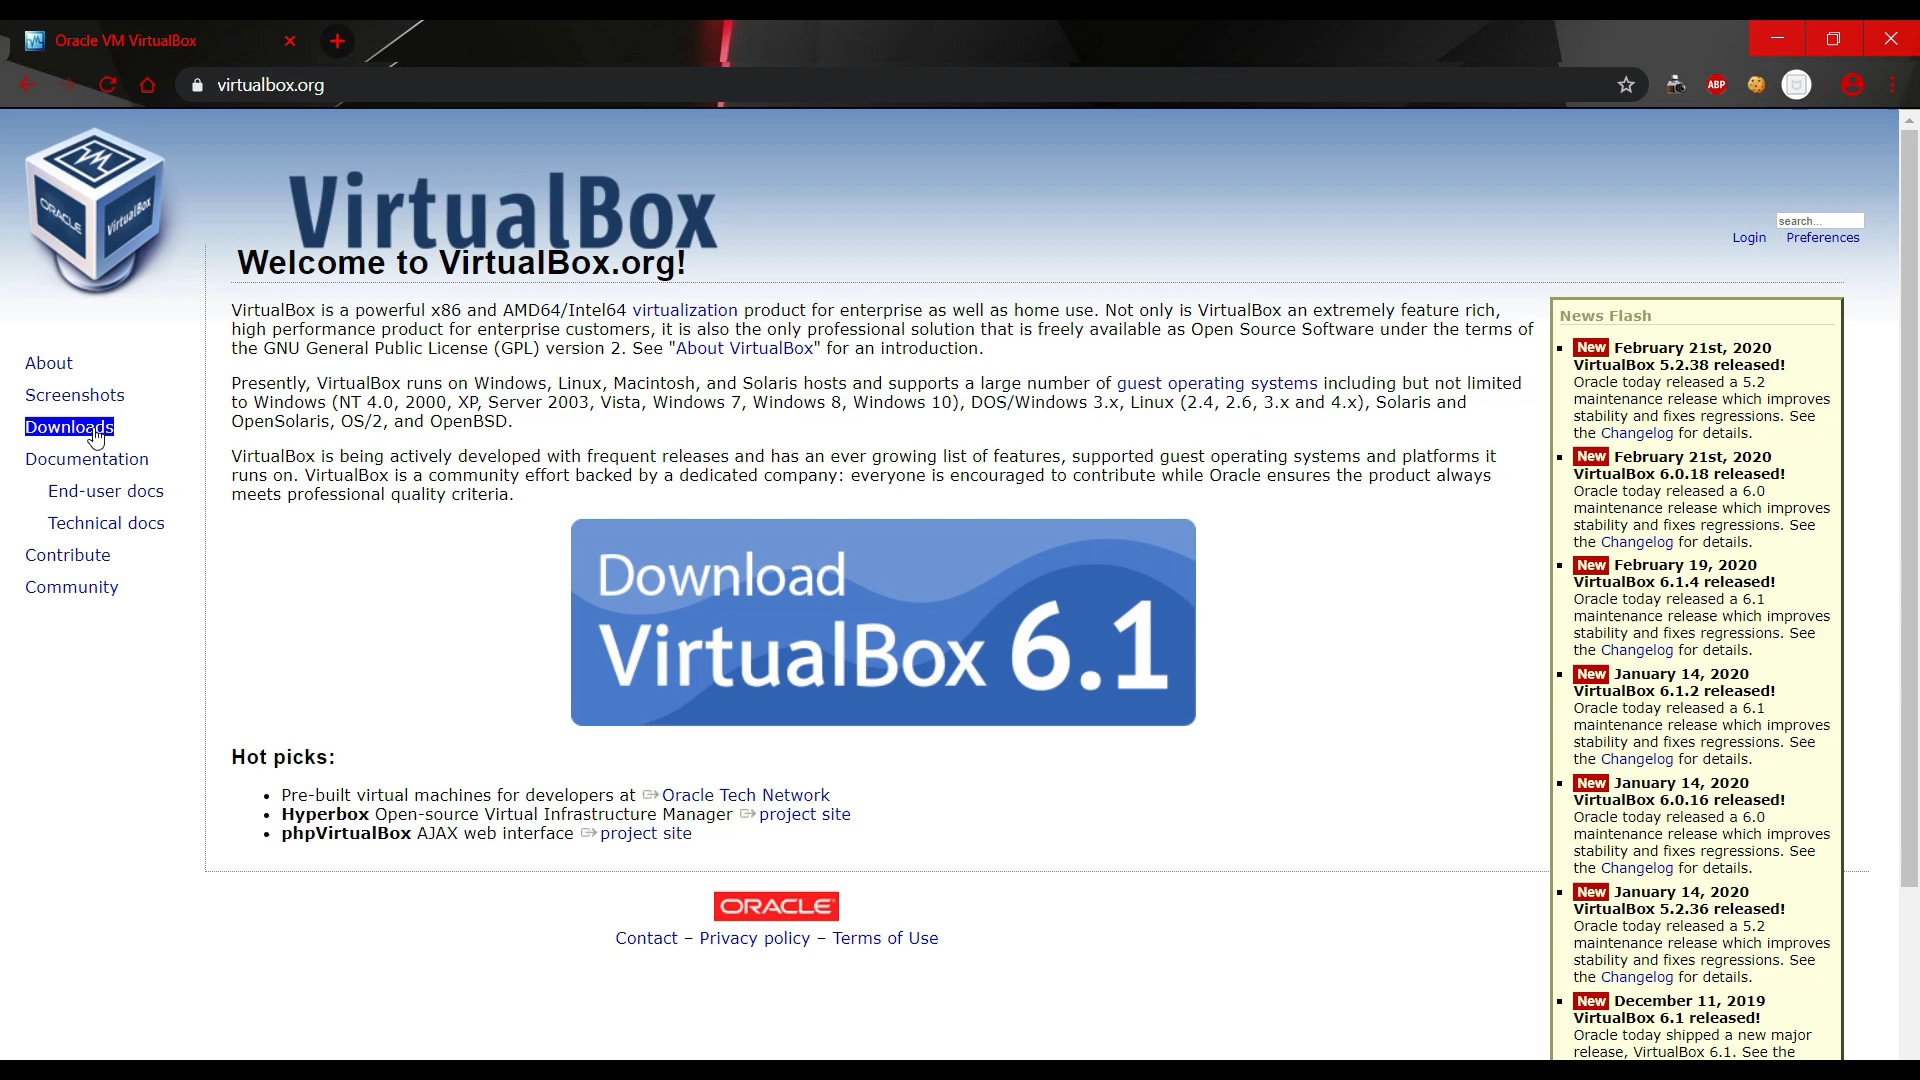 Oracle VM VirtualBox
virtualbox.org
ABP
ORACLE
VirtualBox
VirtualBox
search...
Login Preferences
Welcome to VirtualBox.org!
About
Screenshots
Downloads
Documentation
End-user docs
Technical docs
Contribute
Community
VirtualBox is a powerful x86 and AMD64/Intel64 virtualization product for enterprise as well as home use. Not only is VirtualBox an extremely feature rich,
high performance product for enterprise customers, it is also the only professional solution that is freely available as Open Source Software under the terms of
the GNU General Public License (GPL) version 2. See "About VirtualBox" for an introduction.
Presently, VirtualBox runs on Windows, Linux, Macintosh, and Solaris hosts and supports a large number of guest operating systems including but not limited
to Windows (NT 4.0, 2000, XP, Server 2003, Vista, Windows 7, Windows 8, Windows 10), DOS/Windows 3.x, Linux (2.4, 2.6, 3.x and 4.x), Solaris and
OpenSolaris, OS/2, and OpenBSD.
VirtualBox is being actively developed with frequent releases and has an ever growing list of features, supported guest operating systems and platforms it
runs on. VirtualBox is a community effort backed by a dedicated company: everyone is encouraged to contribute while Oracle ensures the product always
meets professional quality criteria.
Download
VirtualBox 6.1
Hot picks:
• Pre-built virtual machines for developers at Oracle Tech Network
• Hyperbox Open-source Virtual Infrastructure Manager project site
• phpVirtualBox AJAX web interface project site
ORACLE
Contact – Privacy policy – Terms of Use
News Flash
New February 21st, 2020
VirtualBox 5.2.38 released!
Oracle today released a 5.2
maintenance release which improves
stability and fixes regressions. See
the Changelog for details.
New February 21st, 2020
VirtualBox 6.0.18 released!
Oracle today released a 6.0
maintenance release which improves
stability and fixes regressions. See
the Changelog for details.
New February 19, 2020
VirtualBox 6.1.4 released!
Oracle today released a 6.1
maintenance release which improves
stability and fixes regressions. See
the Changelog for details.
New January 14, 2020
VirtualBox 6.1.2 released!
Oracle today released a 6.1
maintenance release which improves
stability and fixes regressions. See
the Changelog for details.
New January 14, 2020
VirtualBox 6.0.16 released!
Oracle today released a 6.0
maintenance release which improves
stability and fixes regressions. See
the Changelog for details.
New January 14, 2020
VirtualBox 5.2.36 released!
Oracle today released a 5.2
maintenance release which improves
stability and fixes regressions. See
the Changelog for details.
New December 11, 2019
VirtualBox 6.1 released!
Oracle today shipped a new major
release, VirtualBox 6.1. See the